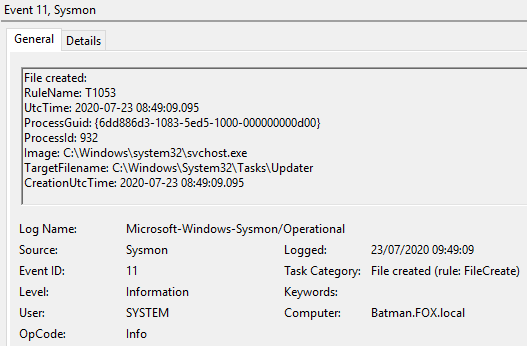 Event 11, Sysmon
General Details
File created:
RuleName: T1053
UtcTime: 2020-07-23 08:49:09.095
ProcessGuid: {6dd886d3-1083-5ed5-1000-000000000d00}
ProcessId: 932
Image: C:\Windows\system32\svchost.exe
TargetFilename: C:\Windows\System32\Tasks\Updater
CreationUtcTime: 2020-07-23 08:49:09.095
Log Name: Microsoft-Windows-Sysmon/Operational
Source: Sysmon Logged: 23/07/2020 09:49:09
Event ID: 11 Task Category: File created (rule: FileCreate)
Level: Information Keywords:
User: SYSTEM Computer: Batman.FOX.local
OpCode: Info